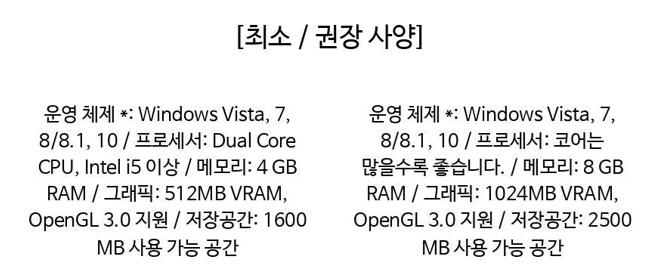 [최소 / 권장 사양]
운영 체제 *: Windows Vista, 7,
8/8.1, 10 / 프로세서: Dual Core
CPU, Intel i5 이상 / 메모리: 4 GB
RAM / 그래픽: 512MB VRAM,
OpenGL 3.0 지원 / 저장공간: 1600
MB 사용 가능 공간
운영 체제 *: Windows Vista, 7,
8/8.1, 10 / 프로세서: 코어는
많을수록 좋습니다. / 메모리: 8 GB
RAM / 그래픽: 1024MB VRAM,
OpenGL 3.0 지원 / 저장공간: 2500
MB 사용 가능 공간